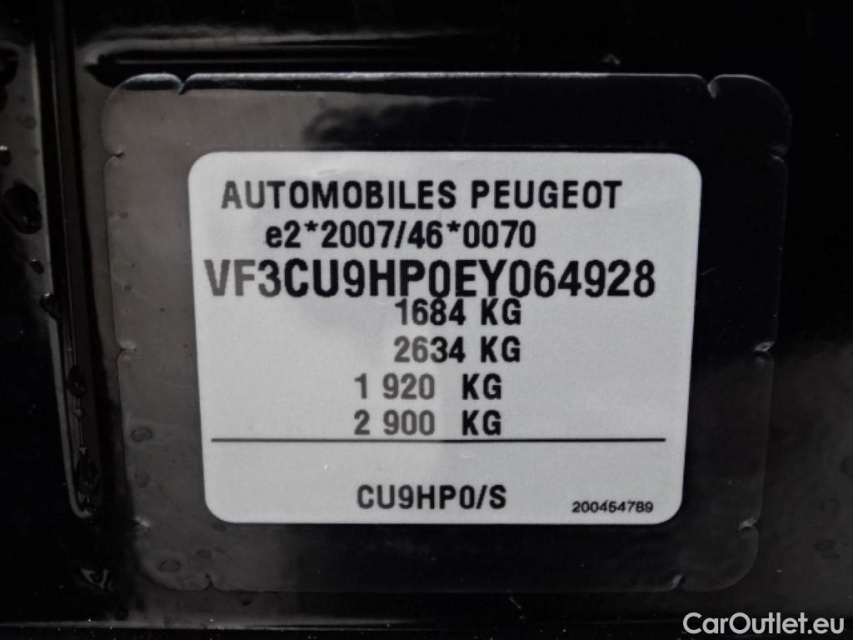 AUTOMOBILES PEUGEOT
e2*2007/46*0070
VF3CU9HP0EY064928
1684 KG
2634 KG
1 920 KG
2 900 KG
CU9HP0/S
200454789
CarOutlet.eu